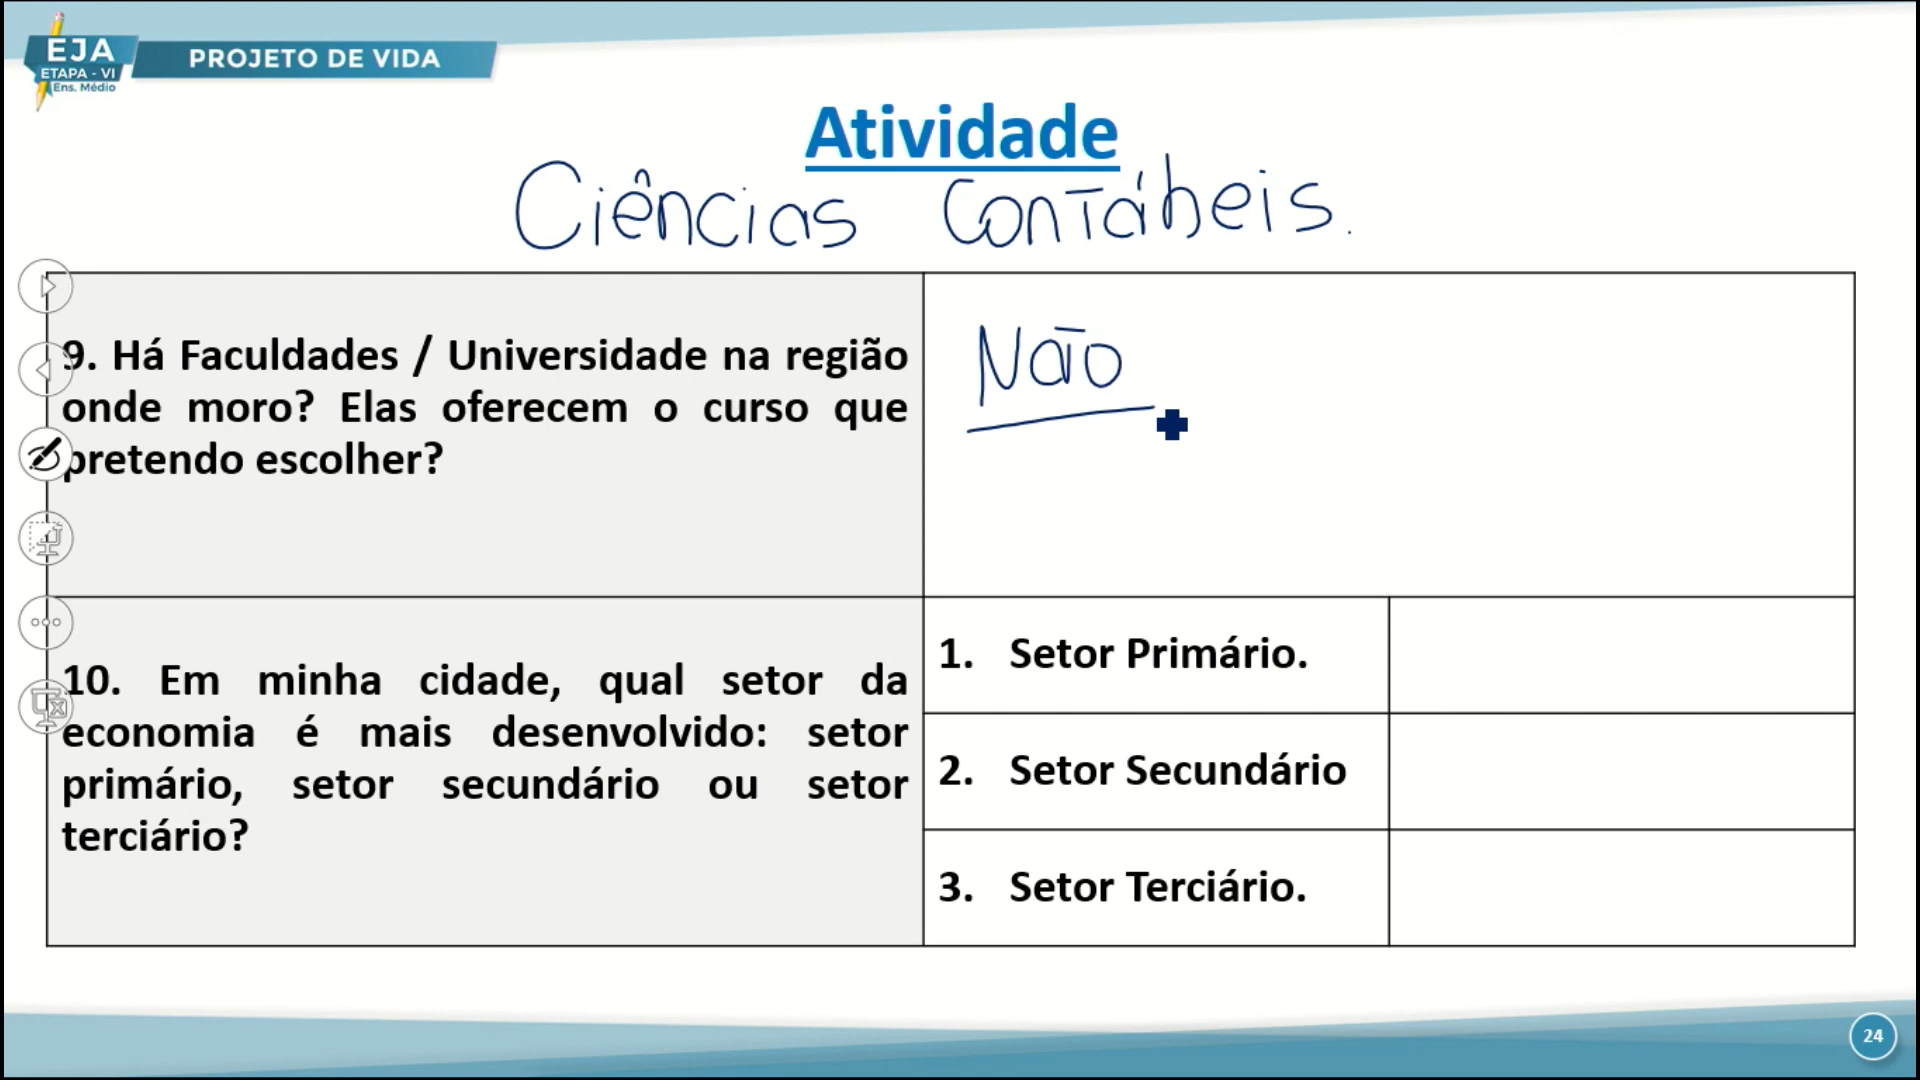 EJA
ETAPA - VI
Ens. Médio
PROJETO DE VIDA
Atividade
Ciências Contábeis.
9. Há Faculdades / Universidade na região
onde moro? Elas oferecem o curso que
pretendo escolher?
Não
10. Em minha cidade, qual setor da
economia é mais desenvolvido: setor
primário, setor secundário ou setor
terciário?
1. Setor Primário.
2. Setor Secundário
3. Setor Terciário.
24